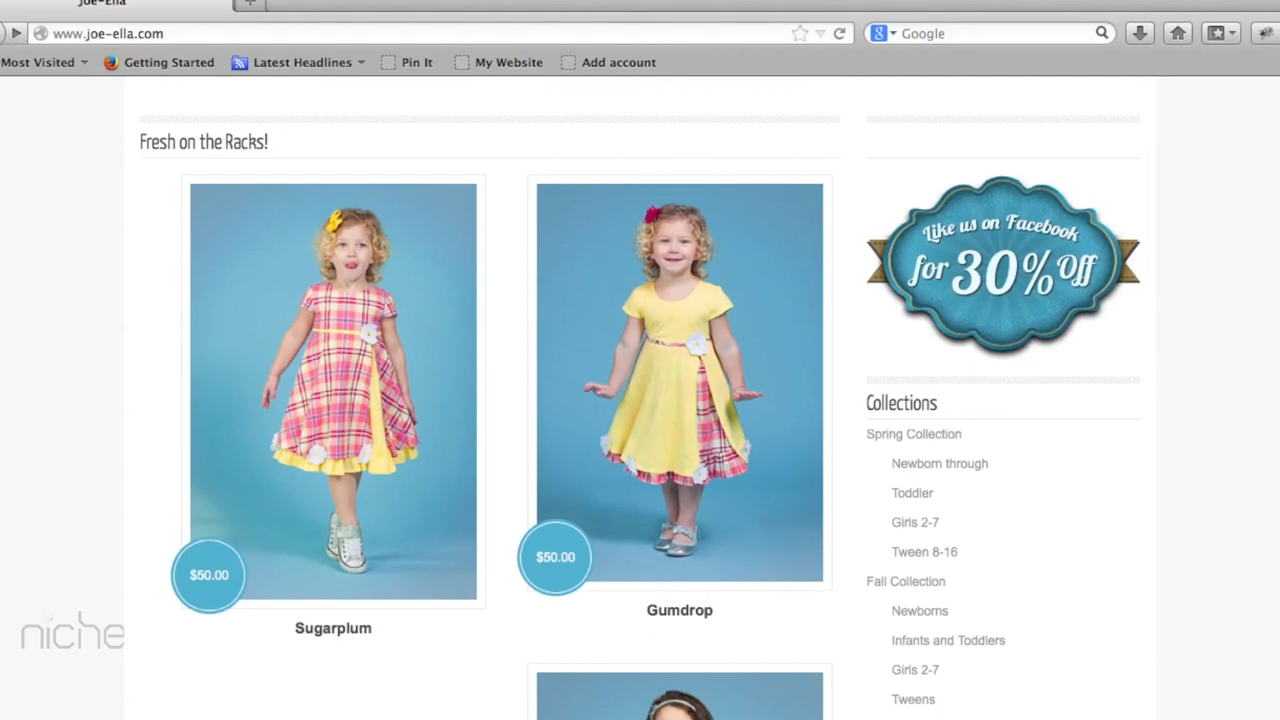 Joe-Ella
www.joe-ella.com
Google
Most Visited
Getting Started
Latest Headlines
Pin It
My Website
Add account
Fresh on the Racks!
$50.00
Sugarplum
$50.00
Gumdrop
Like us on Facebook
for 30% Off
Collections
Spring Collection
Newborn through
Toddler
Girls 2-7
Tween 8-16
Fall Collection
Newborns
Infants and Toddlers
Girls 2-7
Tweens
niche